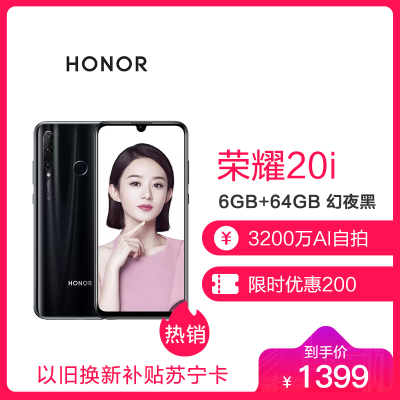 HONOR
荣耀20i
6GB+64GB 幻夜黑
¥ 3200万AI自拍
限时优惠200
HONOR
热销
到手价
¥1399
以旧换新补贴苏宁卡